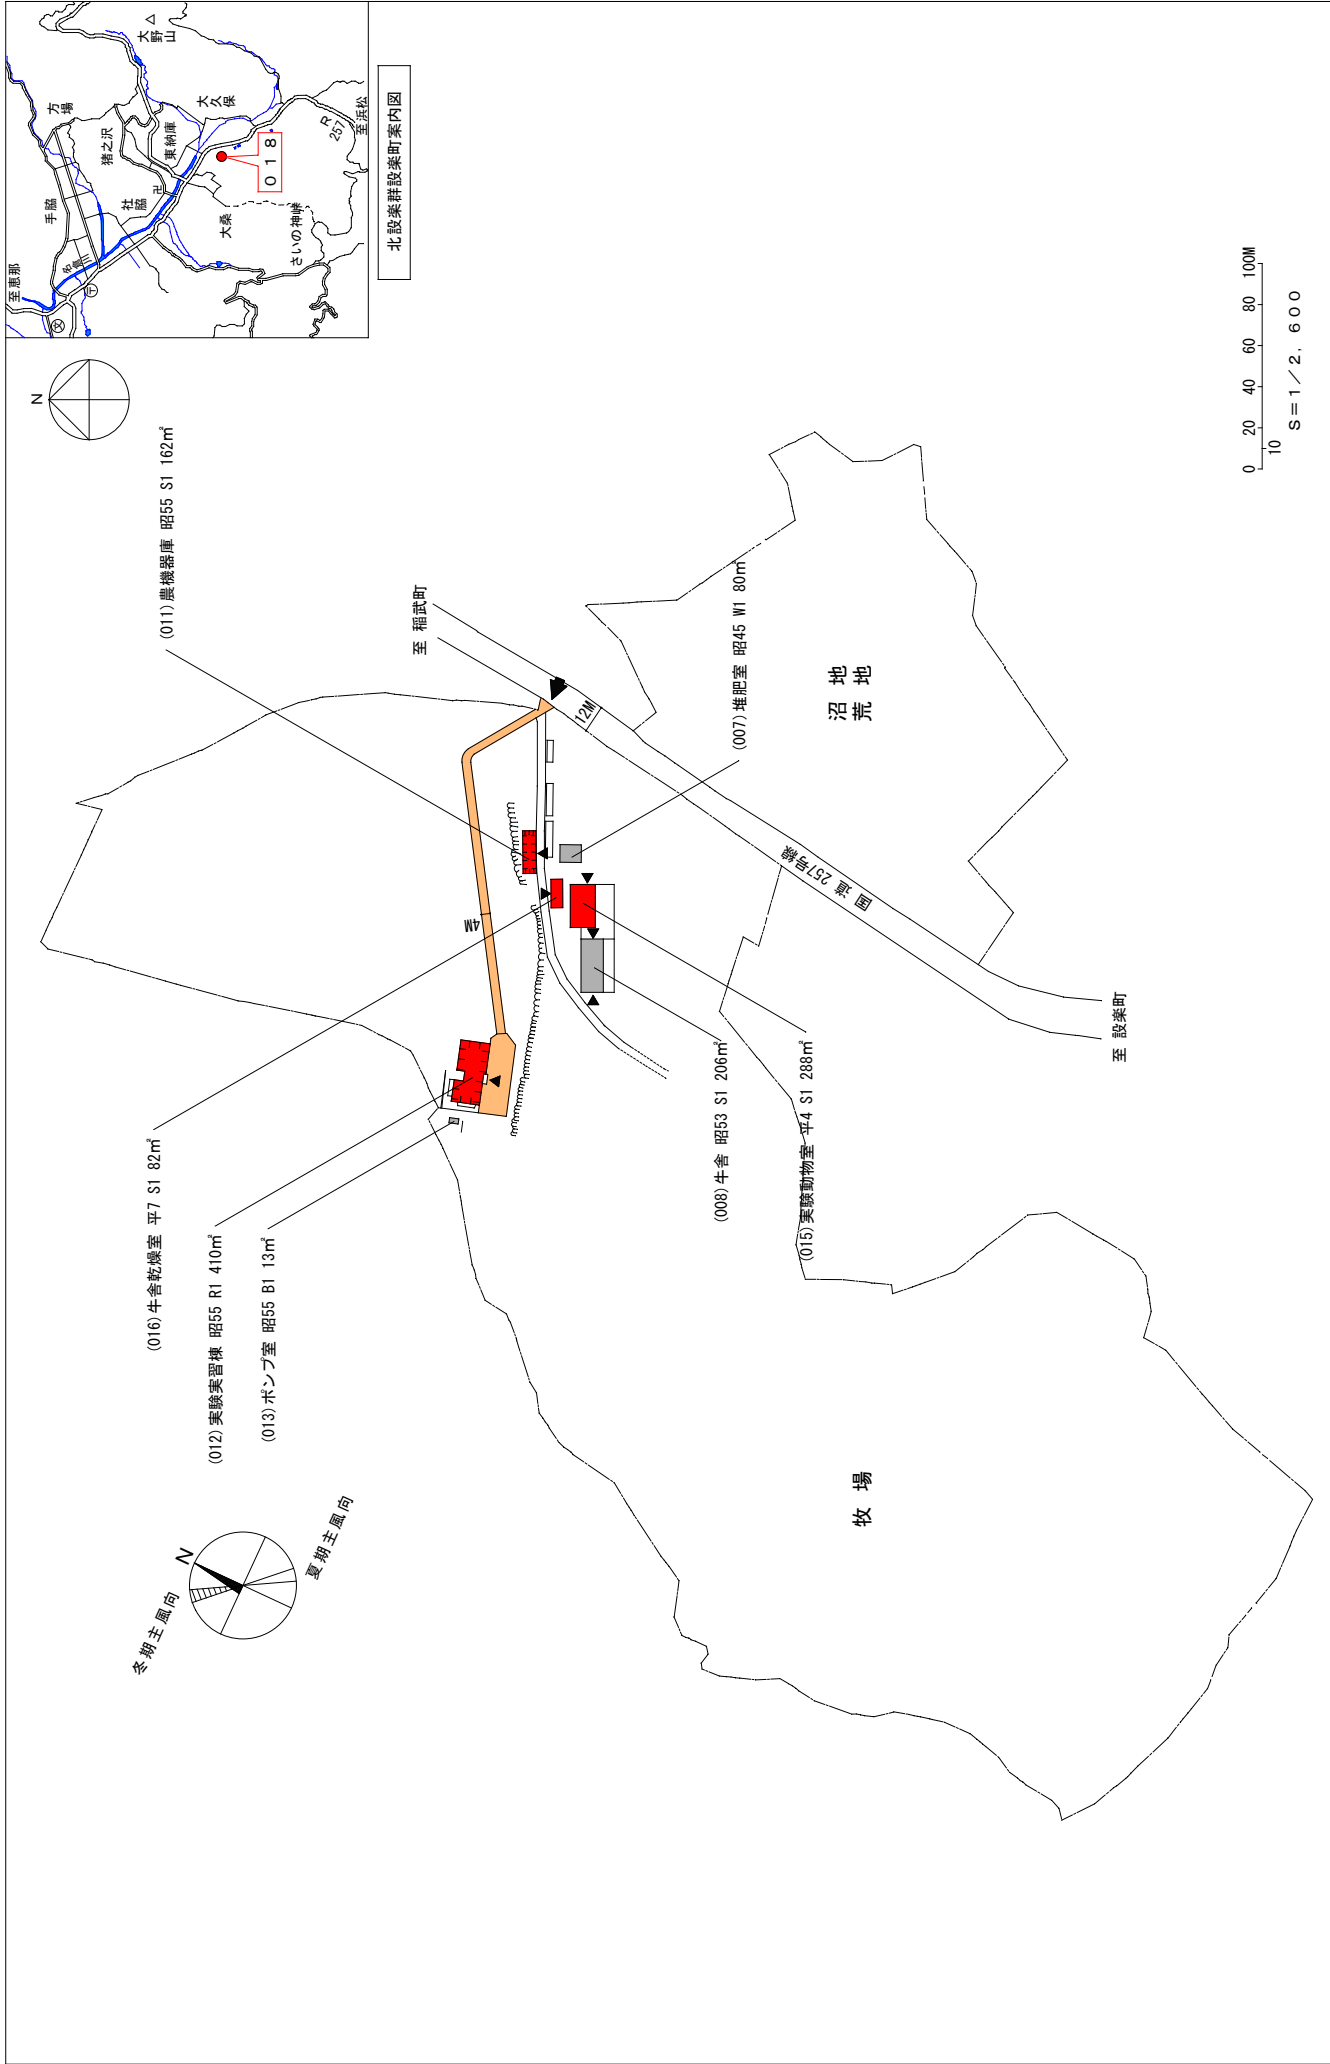 至恵那
手脇
方場
猪之沢
社脇
名倉川
東納庫
大久保
大野山
大桑
さいの神峠
R257
至浜松
018
北設楽群設楽町案内図
N
(011)農機器庫 昭55 S1 162㎡
至 稲武町
(007)堆肥室 昭45 W1 80㎡
12M
4M
沼 地
荒 地
国道 257号線
至 設楽町
(016)牛舎乾燥室 平7 S1 82㎡
(012)実験実習棟 昭55 R1 410㎡
(013)ポンプ室 昭55 B1 13㎡
(008)牛舎 昭53 S1 206㎡
(015)実験動物室 平4 S1 288㎡
牧 場
N
冬期主風向
夏期主風向
0 10 20 40 60 80 100M
S=1/2,600